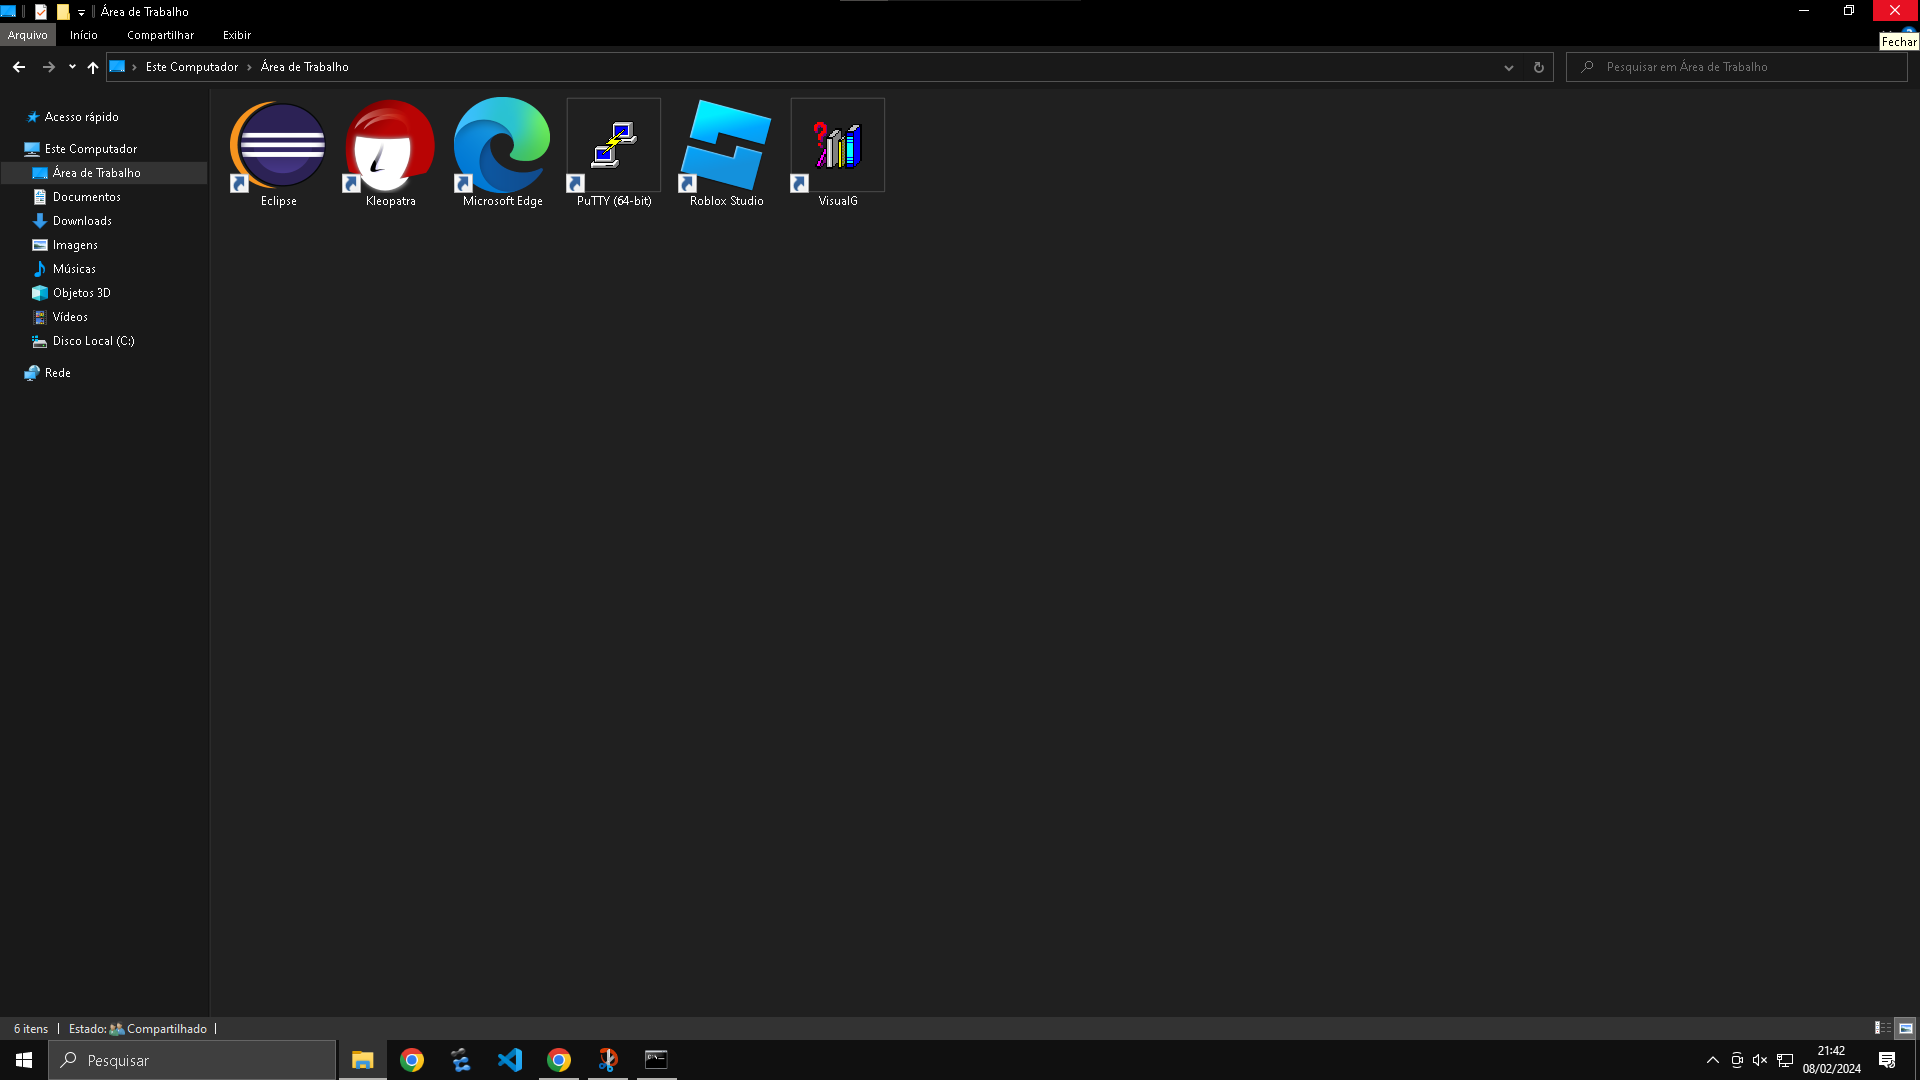 Área de Trabalho
Arquivo Início Compartilhar Exibir
Fechar
Este Computador Área de Trabalho
Pesquisar em Área de Trabalho
Acesso rápido
Este Computador
Área de Trabalho
Documentos
Downloads
Imagens
Músicas
Objetos 3D
Vídeos
Disco Local (C:)
Rede
Eclipse Kleopatra Microsoft Edge PuTTY (64-bit) Roblox Studio VisualG
6 itens Estado: Compartilhado
Pesquisar
21:42
08/02/2024